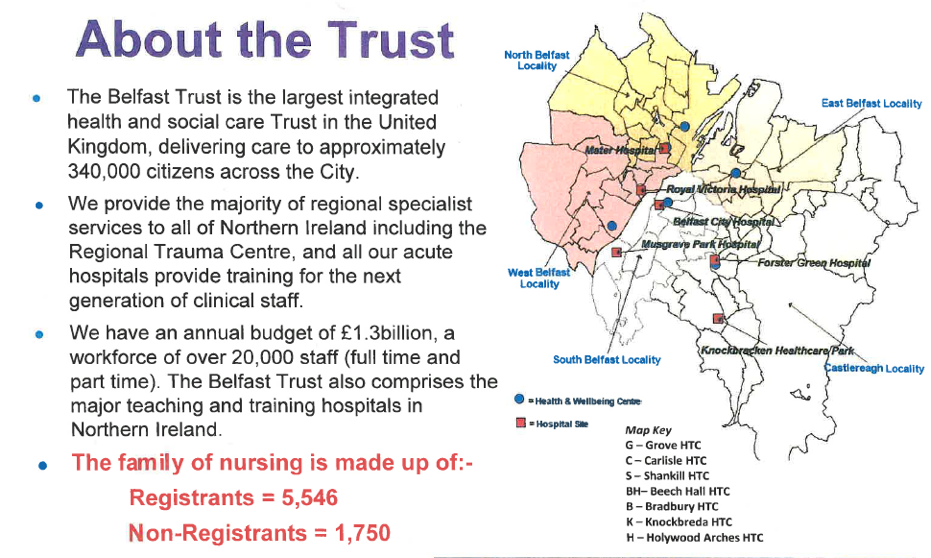 About the Trust
• The Belfast Trust is the largest integrated
health and social care Trust in the United
Kingdom, delivering care to approximately
340,000 citizens across the City.
• We provide the majority of regional specialist
services to all of Northern Ireland including the
Regional Trauma Centre, and all our acute
hospitals provide training for the next
generation of clinical staff.
• We have an annual budget of £1.3billion, a
workforce of over 20,000 staff (full time and
part time). The Belfast Trust also comprises the
major teaching and training hospitals in
Northern Ireland.
• The family of nursing is made up of:-
Registrants = 5,546
Non-Registrants = 1,750
North Belfast
Locality
East Belfast Locality
Mater Hospital
Royal Victoria Hospital
Belfast City Hospital
Musgrave Park Hospital
Forster Green Hospital
West Belfast
Locality
South Belfast Locality
Knockbracken Healthcare Park
Castlereagh Locality
= Health & Wellbeing Centre
= Hospital Site
Map Key
G – Grove HTC
C – Carlisle HTC
S – Shankill HTC
BH– Beech Hall HTC
B – Bradbury HTC
K – Knockbreda HTC
H – Holywood Arches HTC